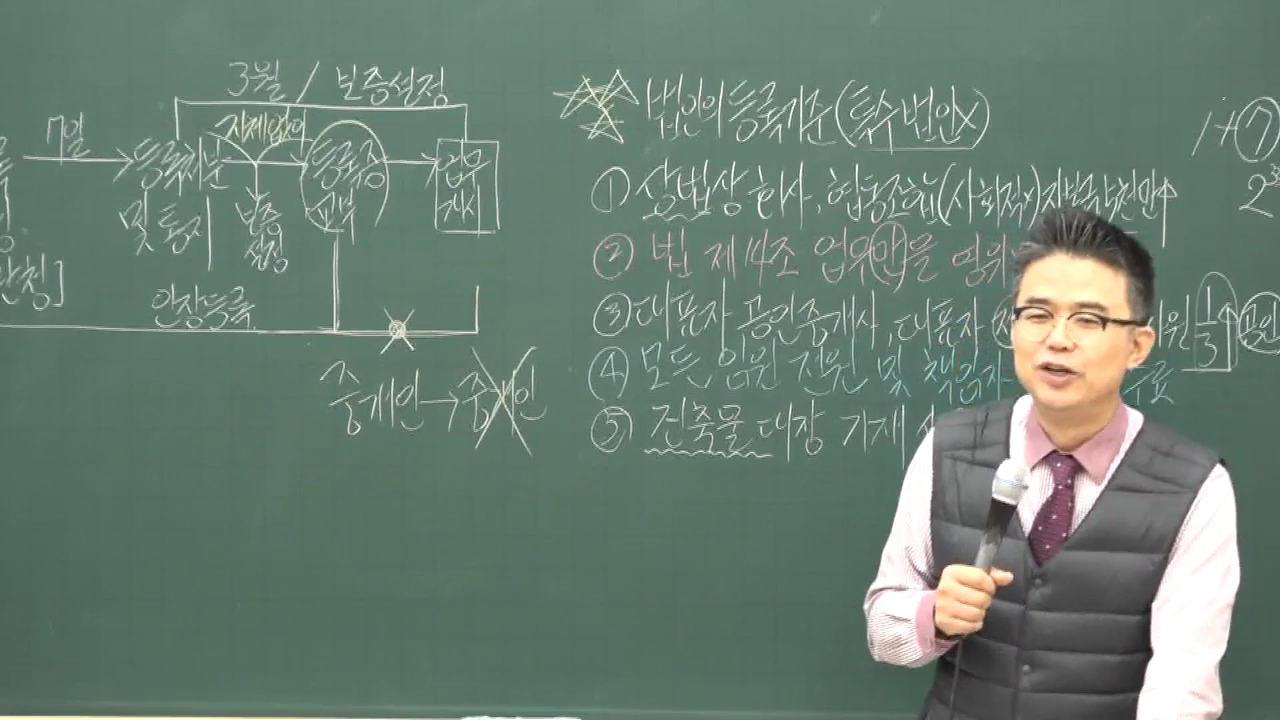 3월 / 보증설정
7일
지체없이
등록처분
및 통지
보증
설정
등록증
교부
업무
개시
인장등록
중개인 → 중개인
법인의 등록기준 (특수법인X)
① 상법상 회사, 협동조합(사회적X) 자본금 5천만↑
② 법 제14조 업무만을 영위
③ 대표자 공인중개사, 대표자
원 1/3↑
④ 모든 임원 전원 및 책임자
수료
⑤ 건축물대장 기재
1+⑦